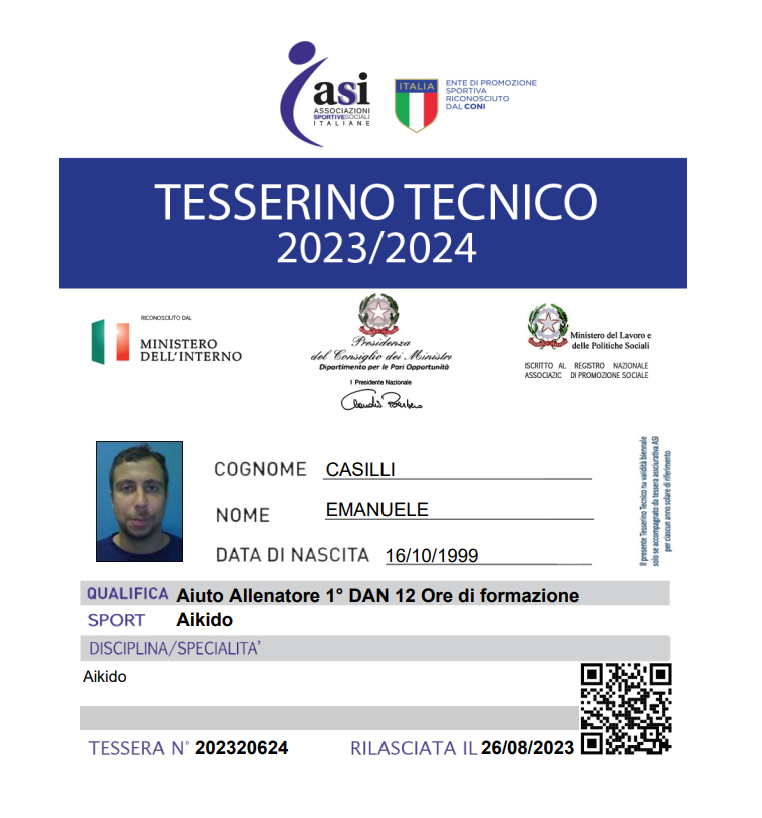 asi
ASSOCIAZIONI
SPORTIVESOCIALI
ITALIANE
ITALIA
ENTE DI PROMOZIONE
SPORTIVA
RICONOSCIUTO
DAL CONI
TESSERINO TECNICO
2023/2024
RICONOSCIUTO DAL
MINISTERO
DELL'INTERNO
Presidenza
del Consiglio dei Ministri
Dipartimento per le Pari Opportunità
Il Presidente Nazionale
Ministero del Lavoro e
delle Politiche Sociali
ISCRITTO AL REGISTRO NAZIONALE
ASSOCIAZIC DI PROMOZIONE SOCIALE
COGNOME CASILLI
NOME EMANUELE
DATA DI NASCITA 16/10/1999
Il presente Tesserino Tecnico ha validità biennale
solo se accompagnato da tessera assicurativa ASI
per ciascun anno solare di riferimento
QUALIFICA Aiuto Allenatore 1° DAN 12 Ore di formazione
SPORT Aikido
DISCIPLINA/SPECIALITA'
Aikido
TESSERA N° 202320624 RILASCIATA IL 26/08/2023